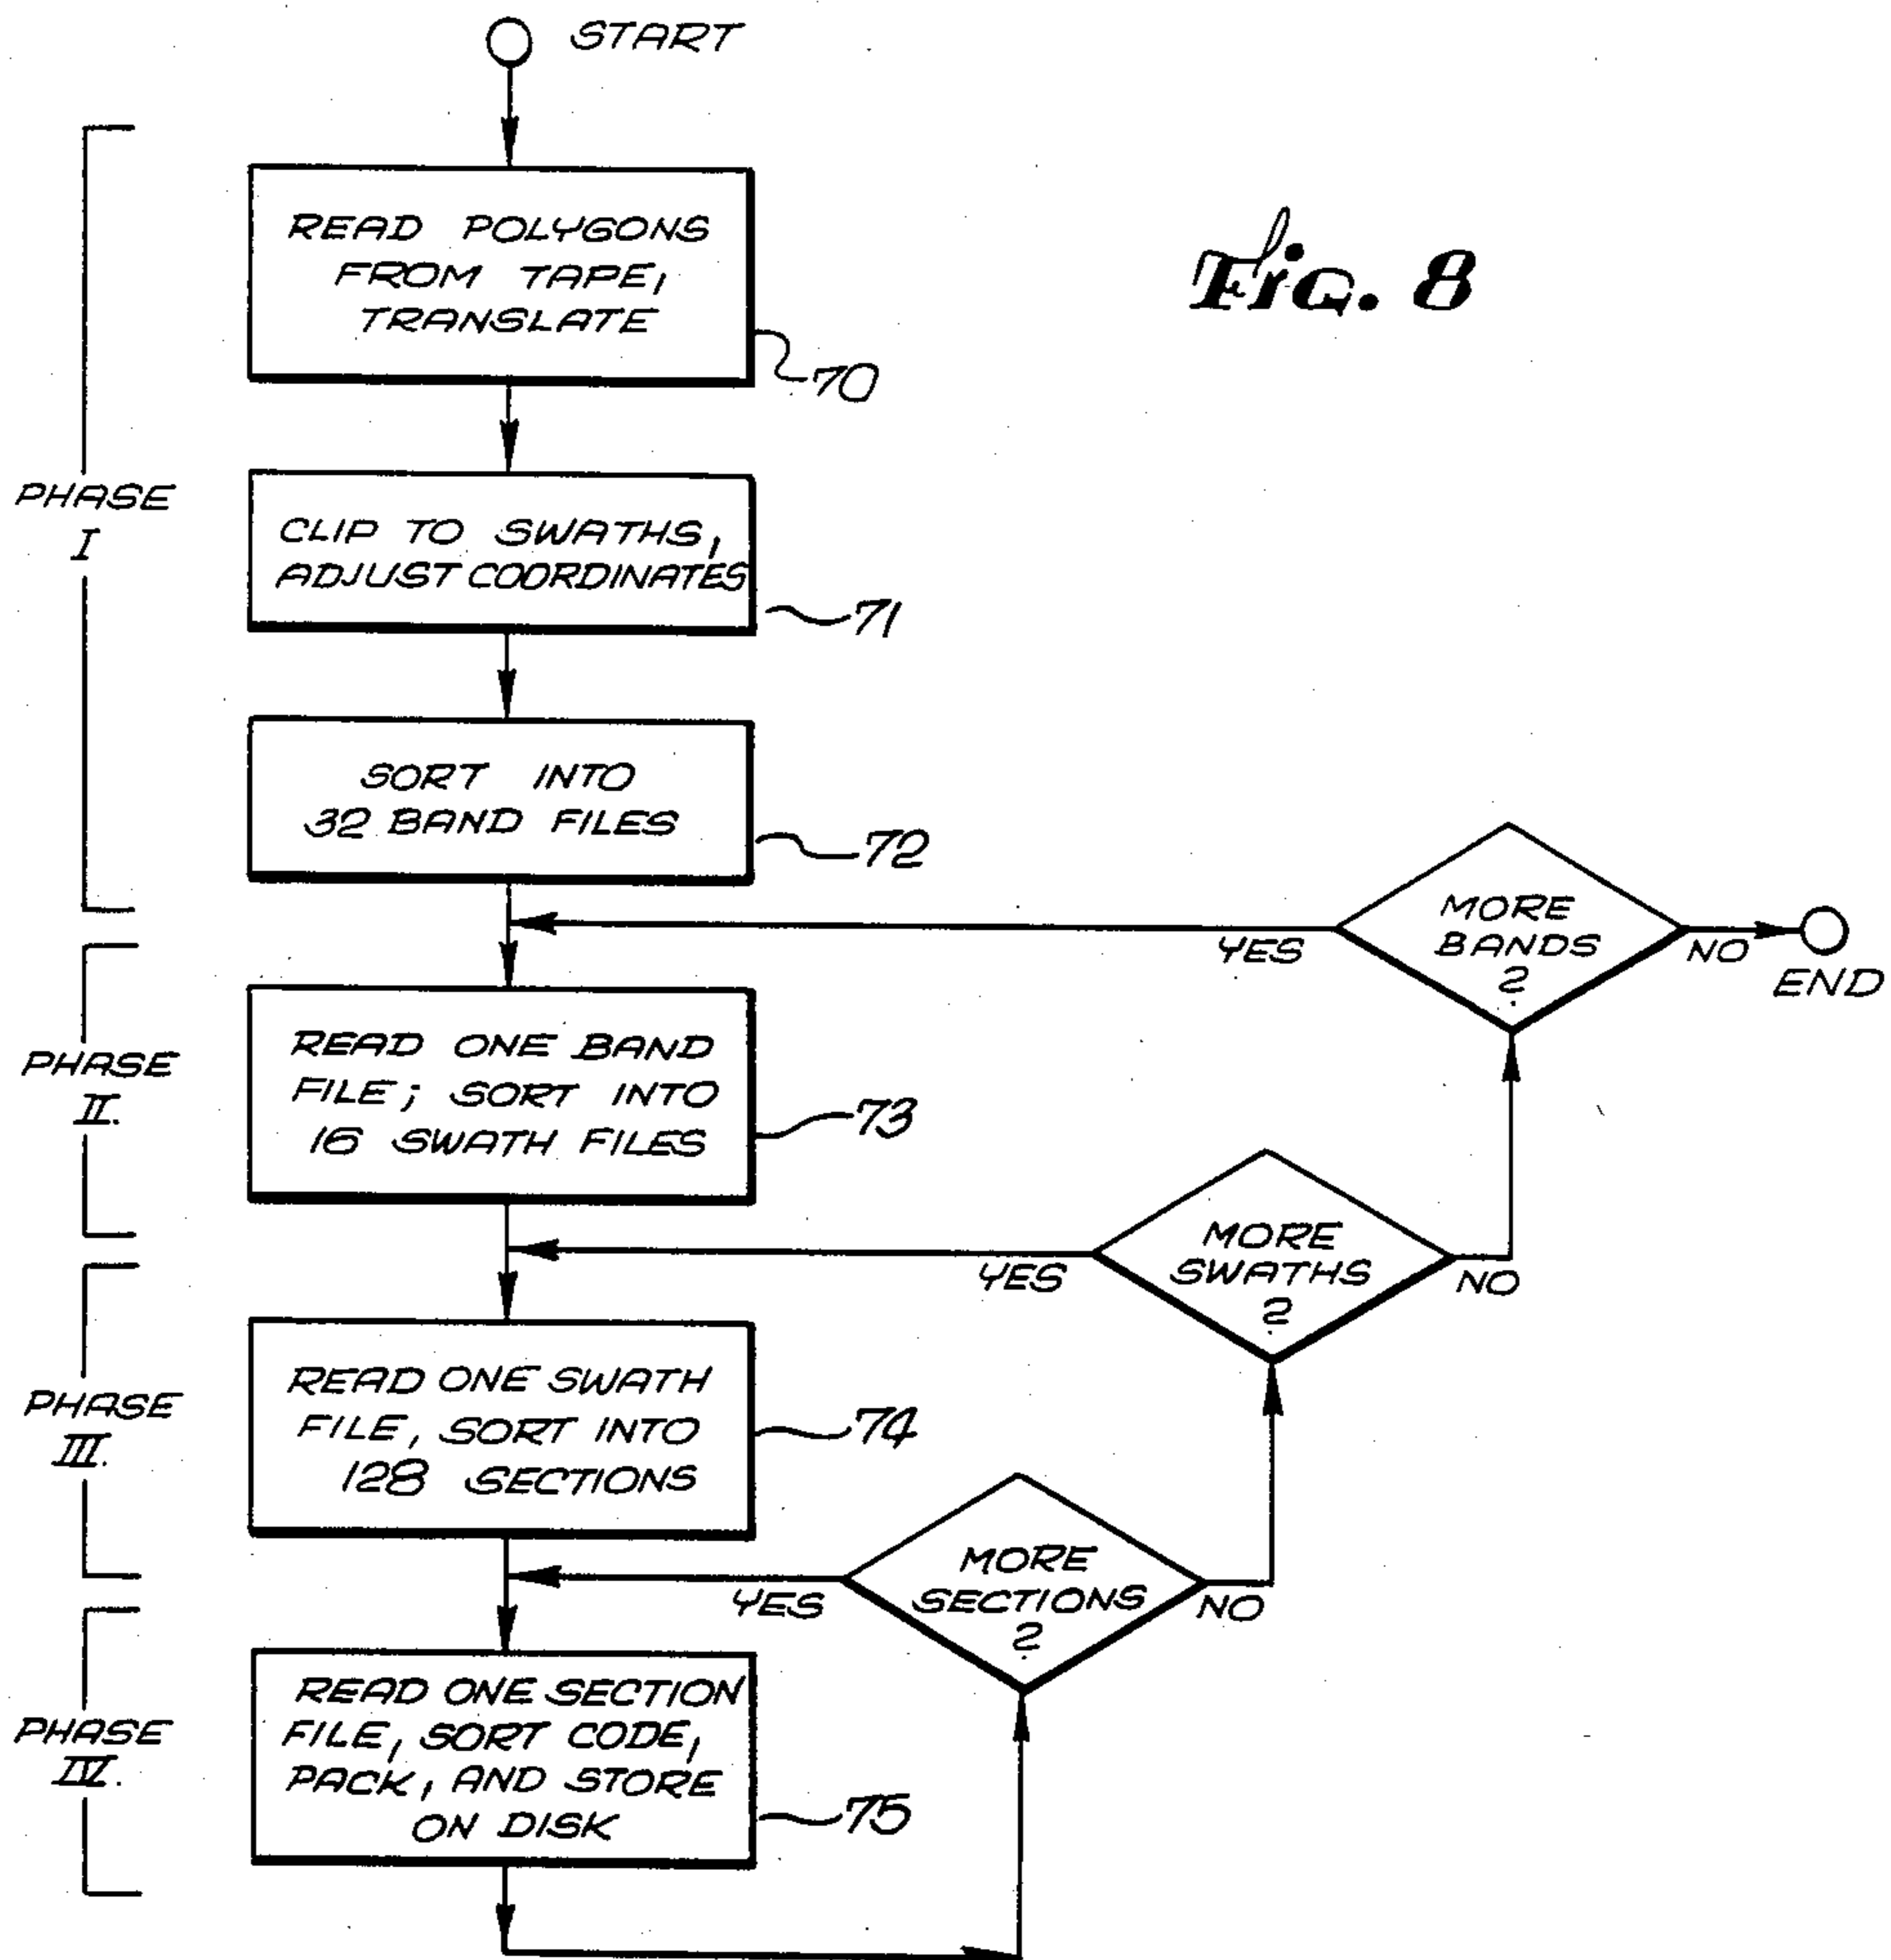 START
Fig. 8
READ POLYGONS
FROM TAPE,
TRANSLATE
70
PHASE
I
CLIP TO SWATHS,
ADJUST COORDINATES
71
SORT INTO
32 BAND FILES
72
MORE
BANDS
?
YES
NO
END
PHASE
II.
READ ONE BAND
FILE; SORT INTO
16 SWATH FILES
73
MORE
SWATHS
?
YES
NO
PHASE
III.
READ ONE SWATH
FILE, SORT INTO
128 SECTIONS
74
MORE
SECTIONS
?
YES
NO
PHASE
IV.
READ ONE SECTION
FILE, SORT CODE,
PACK, AND STORE
ON DISK
75